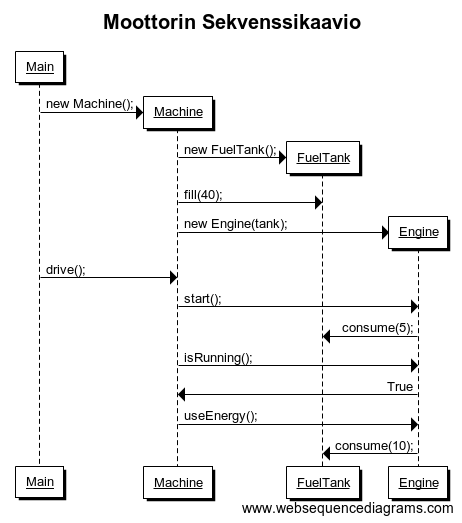 Moottorin Sekvenssikaavio
Main
new Machine();
Machine
new FuelTank();
FuelTank
fill(40);
new Engine(tank);
Engine
drive();
start();
consume(5);
isRunning();
True
useEnergy();
consume(10);
Main Machine FuelTank Engine
www.websequencediagrams.com